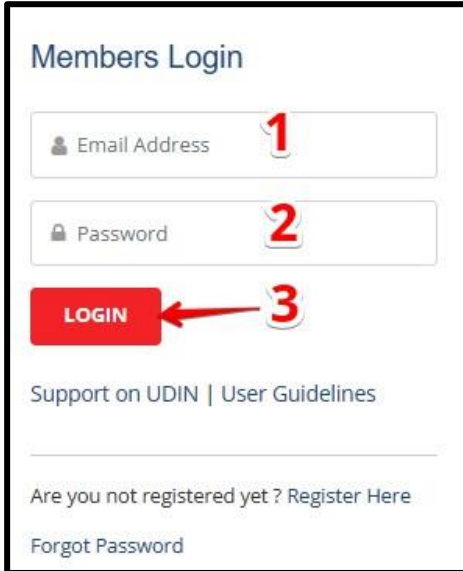 Members Login
Email Address 1
Password 2
LOGIN 3
Support on UDIN | User Guidelines
Are you not registered yet ? Register Here
Forgot Password